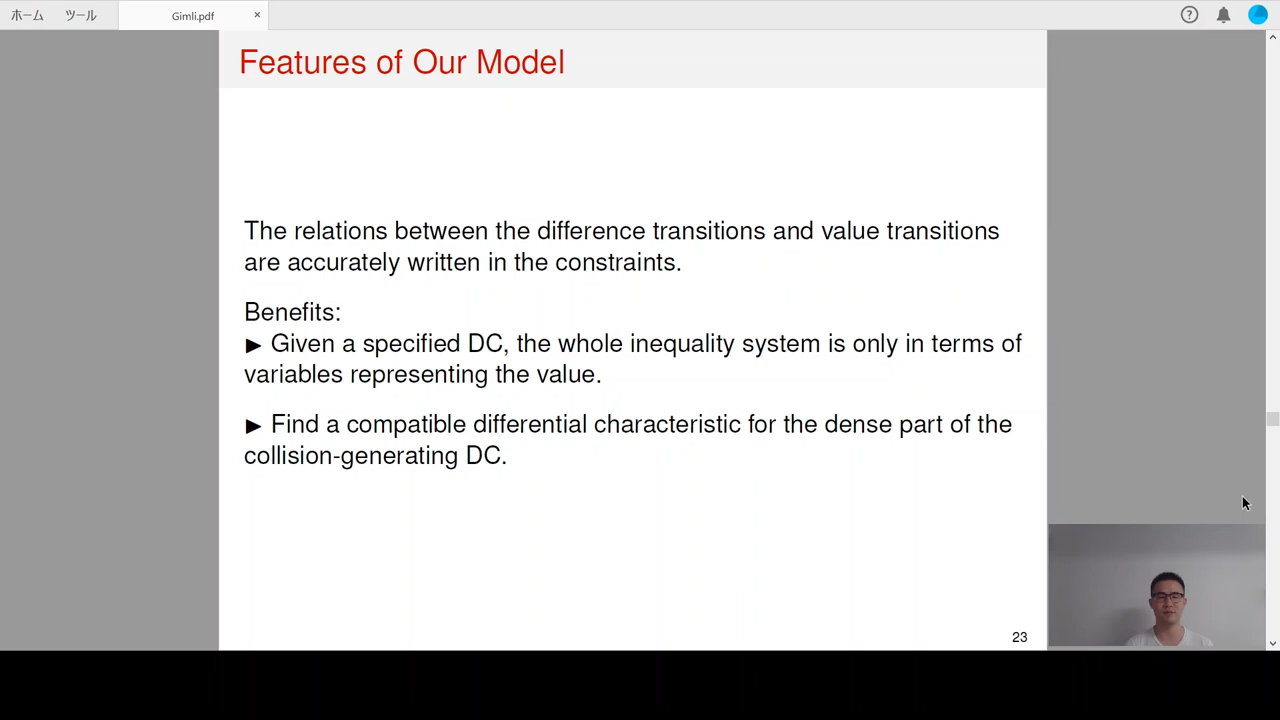 ホーム ツール Gimli.pdf ×
Features of Our Model
The relations between the difference transitions and value transitions
are accurately written in the constraints.
Benefits:
▶ Given a specified DC, the whole inequality system is only in terms of
variables representing the value.
▶ Find a compatible differential characteristic for the dense part of the
collision-generating DC.
23